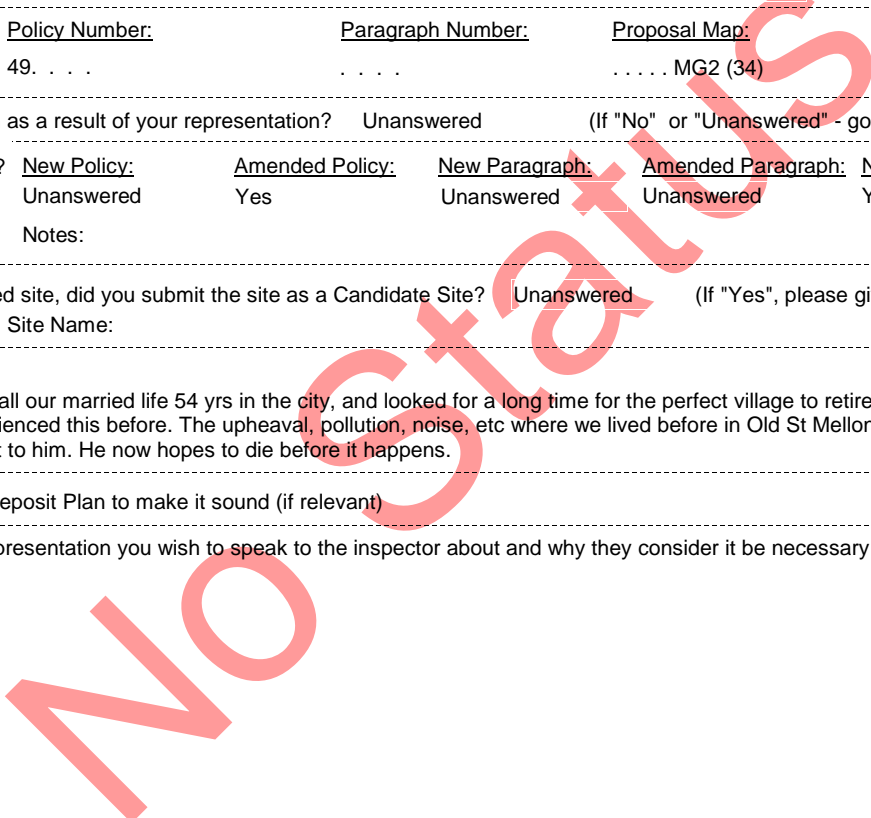 Policy Number: Paragraph Number: Proposal Map:
49. . . . . . . . . . . . . MG2 (34)
as a result of your representation? Unanswered (If "No" or "Unanswered" - go
? New Policy: Amended Policy: New Paragraph: Amended Paragraph: N
Unanswered Yes Unanswered Unanswered Y
Notes:
ed site, did you submit the site as a Candidate Site? Unanswered (If "Yes", please gi
Site Name:
all our married life 54 yrs in the city, and looked for a long time for the perfect village to retire
ienced this before. The upheaval, pollution, noise, etc where we lived before in Old St Mellon
t to him. He now hopes to die before it happens.
eposit Plan to make it sound (if relevant)
presentation you wish to speak to the inspector about and why they consider it be necessary
No Status